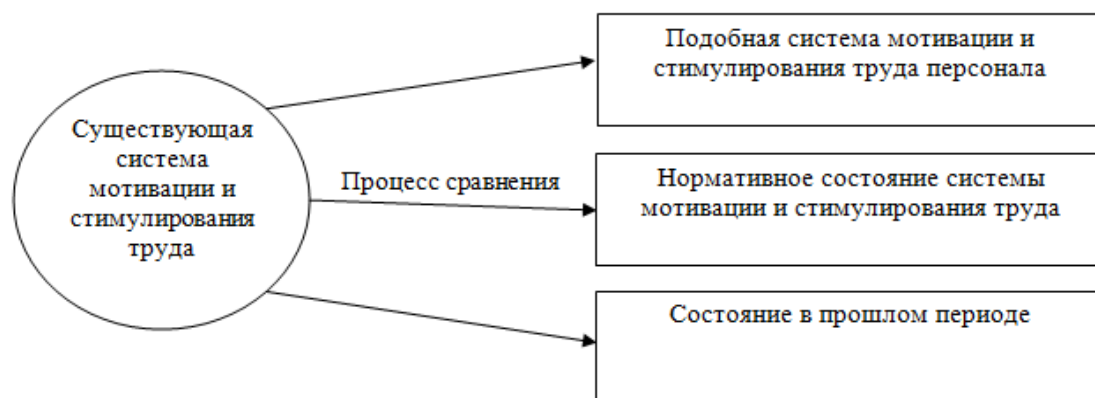 Существующая
система
мотивации и
стимулирования
труда
Процесс сравнения
Подобная система мотивации и
стимулирования труда персонала
Нормативное состояние системы
мотивации и стимулирования труда
Состояние в прошлом периоде